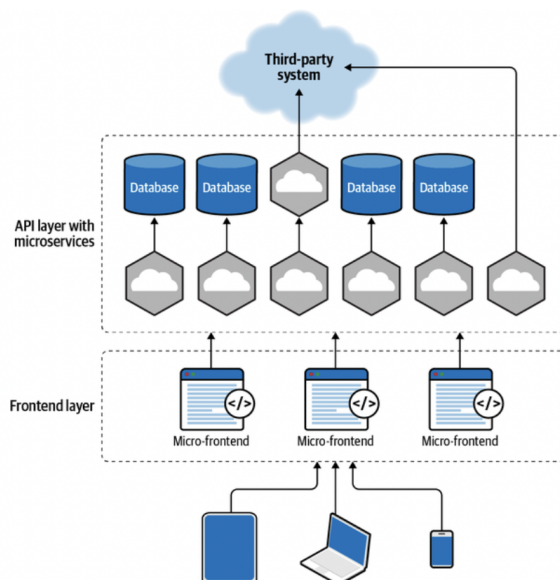 Third-party
system
Database
Database
Database
Database
API layer with
microservices
Frontend layer
</>
</>
</>
Micro-frontend
Micro-frontend
Micro-frontend